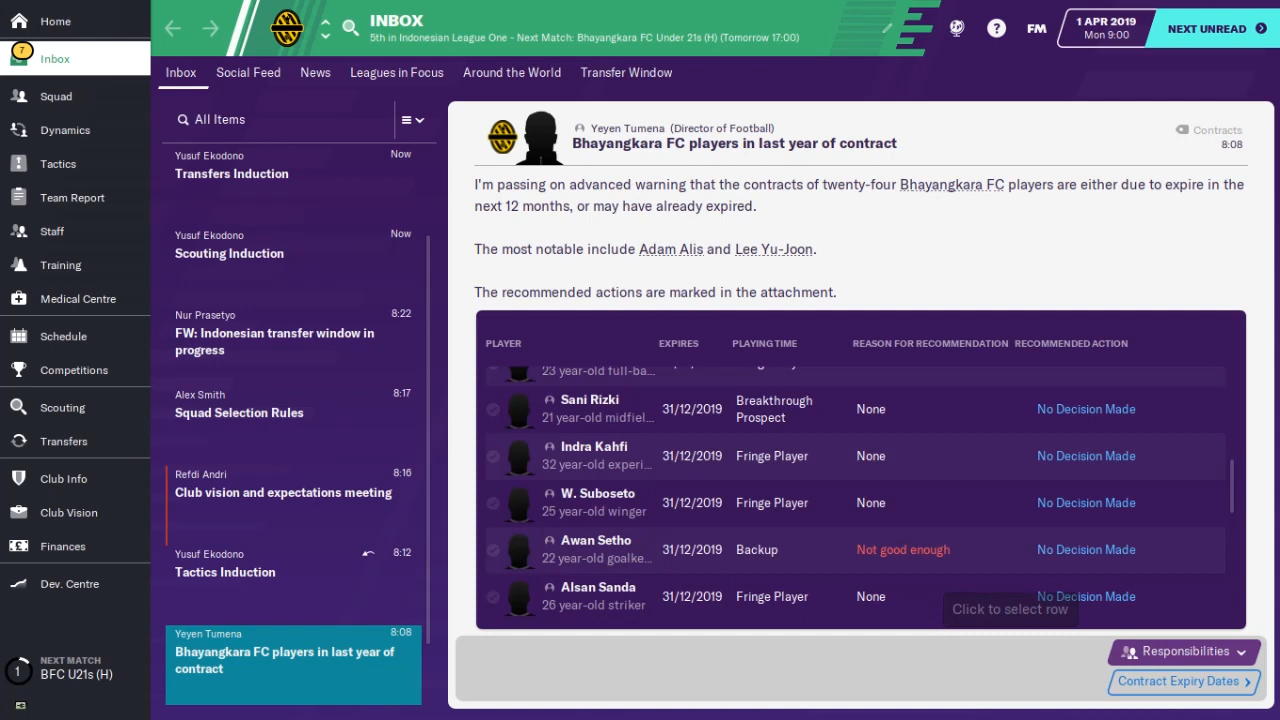 Home
7
Inbox
Squad
Dynamics
Tactics
Team Report
Staff
Training
Medical Centre
Schedule
Competitions
Scouting
Transfers
Club Info
Club Vision
Finances
Dev. Centre
1
NEXT MATCH
BFC U21s (H)
INBOX
5th in Indonesian League One - Next Match: Bhayangkara FC Under 21s (H) (Tomorrow 17:00)
?
FM
1 APR 2019
Mon 9:00
NEXT UNREAD
Inbox Social Feed News Leagues in Focus Around the World Transfer Window
All Items
Yusuf Ekodono Now
Transfers Induction
Yusuf Ekodono Now
Scouting Induction
Nur Prasetyo 8:22
FW: Indonesian transfer window in
progress
Alex Smith 8:17
Squad Selection Rules
Refdi Andri 8:16
Club vision and expectations meeting
Yusuf Ekodono 8:12
Tactics Induction
Yeyen Tumena 8:08
Bhayangkara FC players in last year of
contract
Yeyen Tumena (Director of Football)
Bhayangkara FC players in last year of contract
Contracts
8:08
I'm passing on advanced warning that the contracts of twenty-four Bhayangkara FC players are either due to expire in the
next 12 months, or may have already expired.
The most notable include Adam Alis and Lee Yu-Joon.
The recommended actions are marked in the attachment.
PLAYER EXPIRES PLAYING TIME REASON FOR RECOMMENDATION RECOMMENDED ACTION
23 year-old full-ba...
Sani Rizki
21 year-old midfiel... 31/12/2019 Breakthrough Prospect None No Decision Made
Indra Kahfi
32 year-old experi... 31/12/2019 Fringe Player None No Decision Made
W. Suboseto
25 year-old winger 31/12/2019 Fringe Player None No Decision Made
Awan Setho
22 year-old goalke... 31/12/2019 Backup Not good enough No Decision Made
Alsan Sanda
26 year-old striker 31/12/2019 Fringe Player None No Decision Made
Click to select row
Responsibilities
Contract Expiry Dates